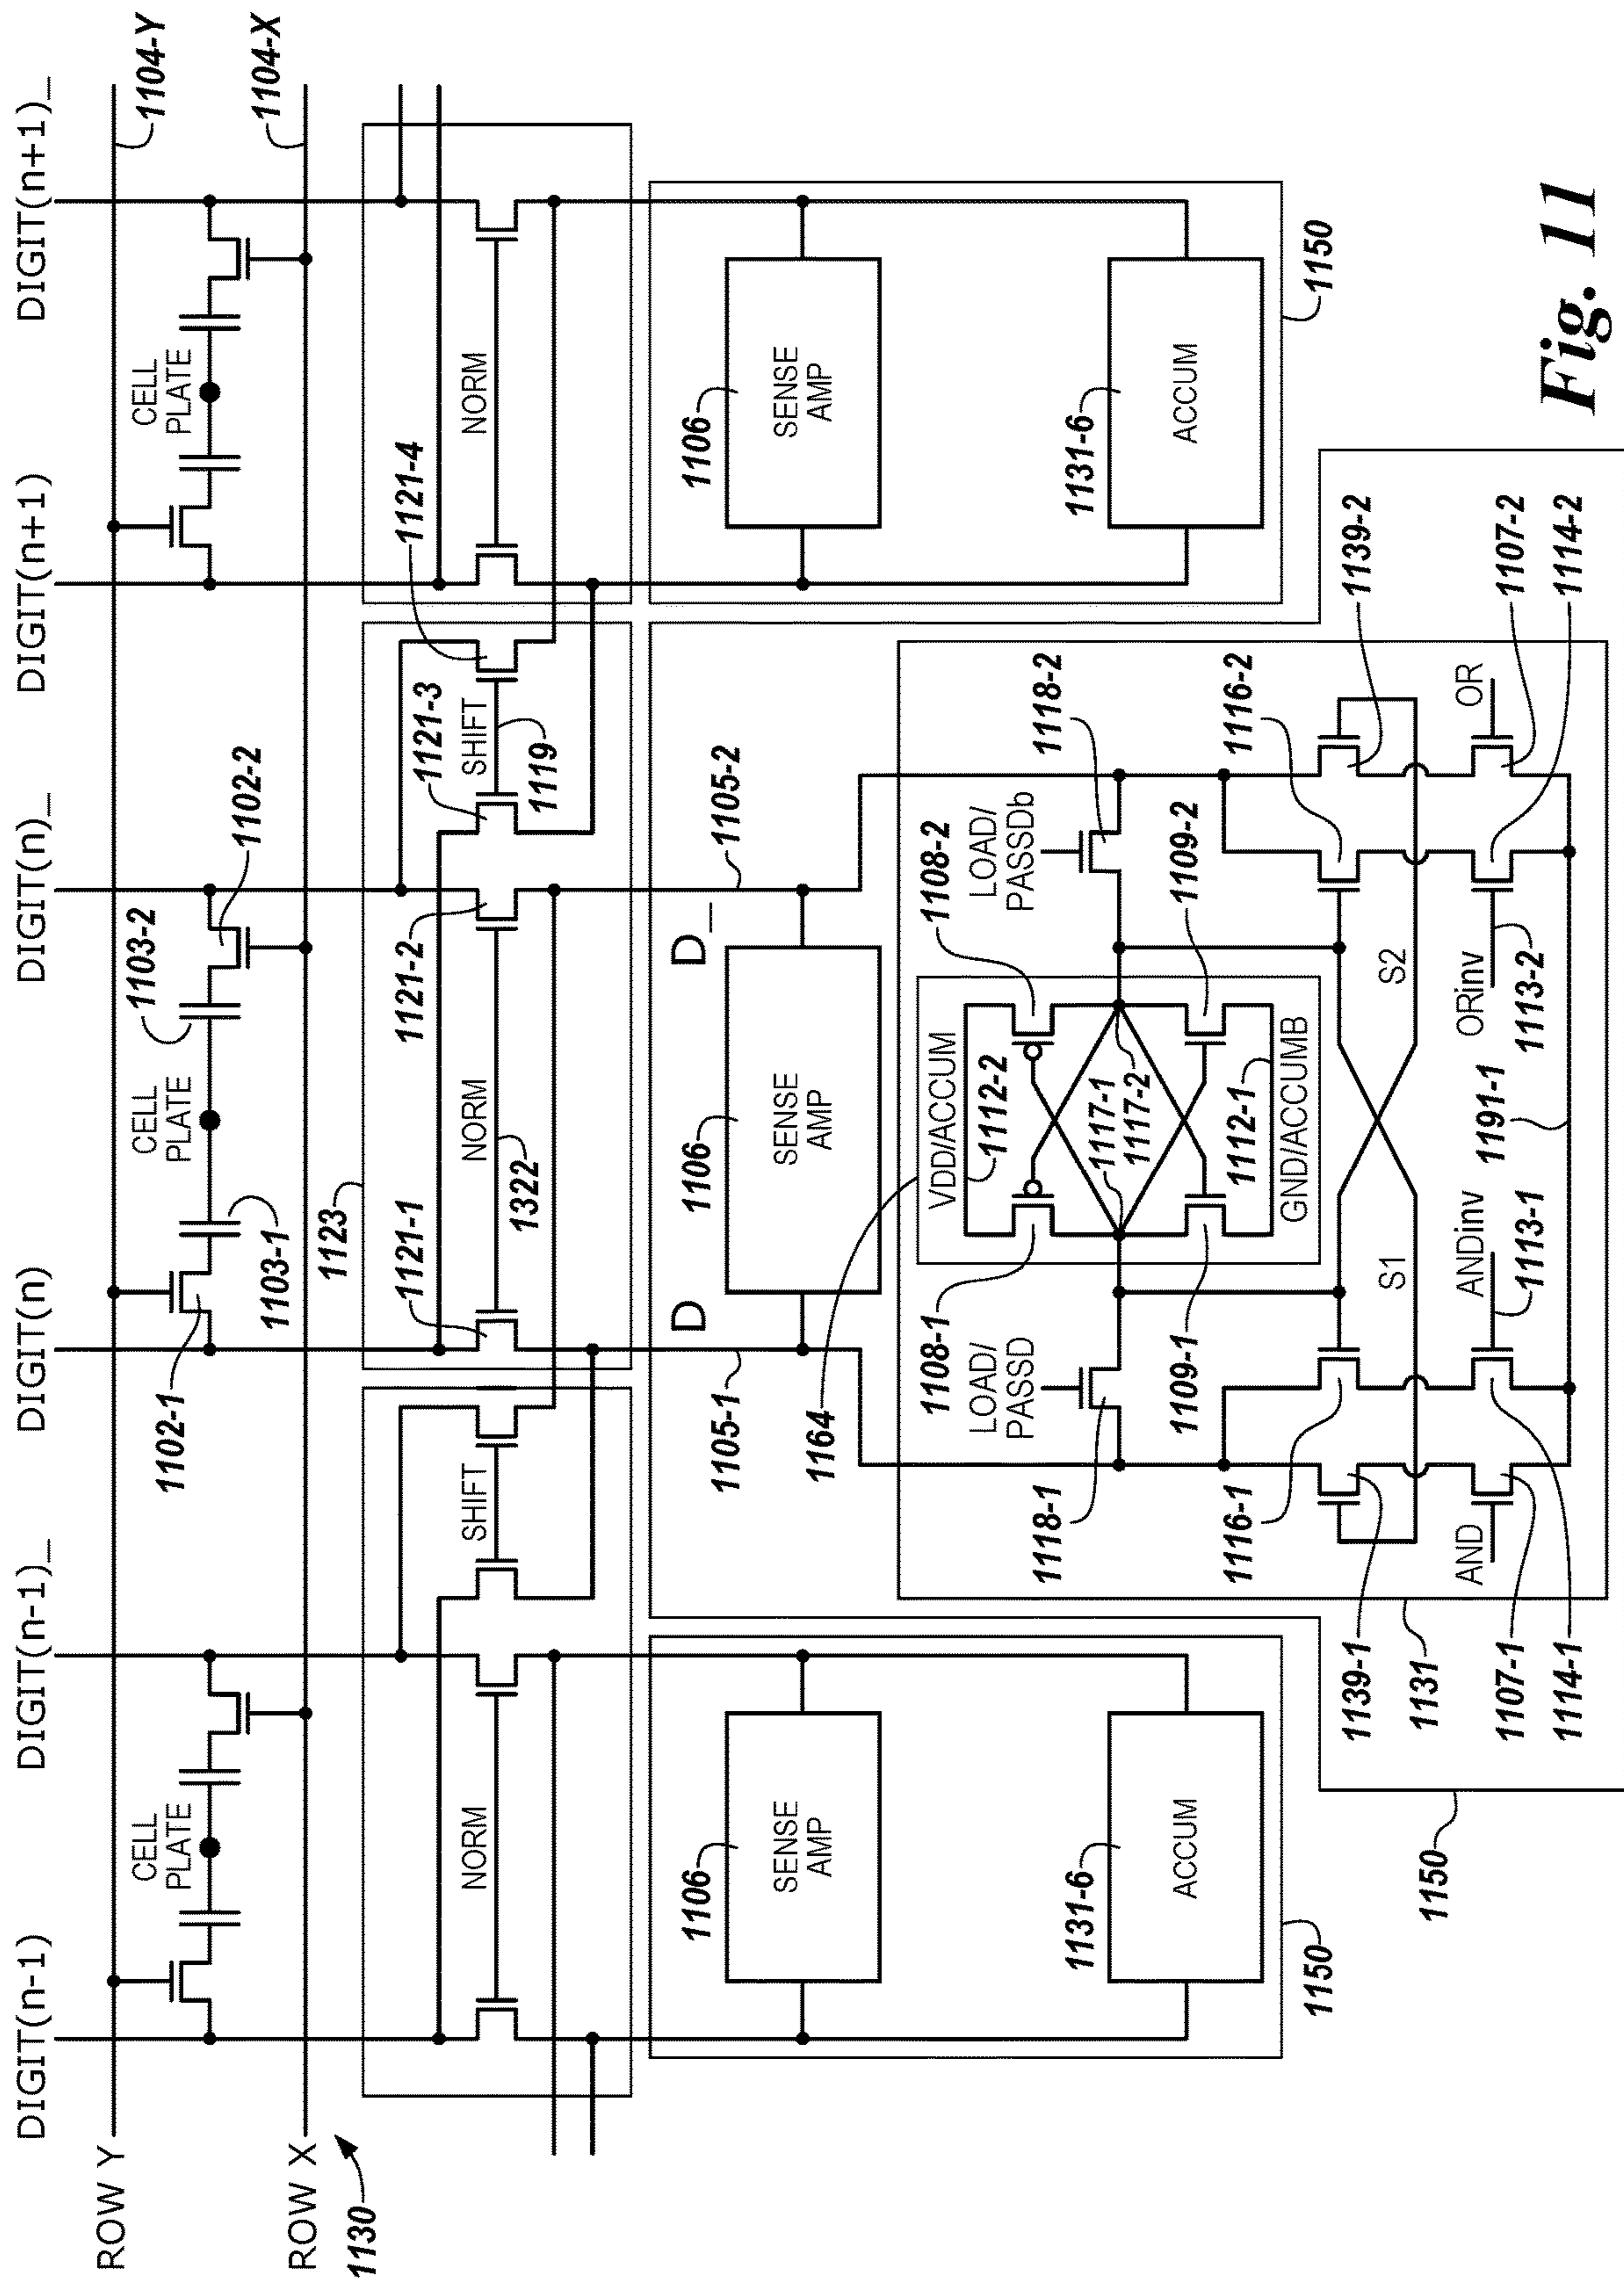 DIGIT(n-1)
DIGIT(n-1)_
DIGIT(n)
DIGIT(n)_
DIGIT(n+1)
DIGIT(n+1)_
ROW Y
1104-Y
CELL
PLATE
1102-1
1103-1
CELL
PLATE
1103-2
1102-2
CELL
PLATE
ROW X
1104-X
1130
1123
NORM
SHIFT
1121-1
NORM
1322
1121-2
1121-3
SHIFT
1119
1121-4
NORM
1105-1
D
D_
1105-2
1106
SENSE
AMP
1106
SENSE
AMP
1106
SENSE
AMP
1131-6
ACCUM
1150
1131-6
ACCUM
1150
1164
1108-1
VDD/ACCUM
1112-2
1108-2
LOAD/
PASSD
LOAD/
PASSDb
1118-1
1118-2
1117-1
1117-2
1109-1
1109-2
1112-1
GND/ACCUMB
1116-1
1116-2
1139-1
S1
S2
1139-2
1131
AND
ANDinv
1113-1
ORinv
1113-2
OR
1107-1
1191-1
1107-2
1114-1
1114-2
1150
Fig. 11